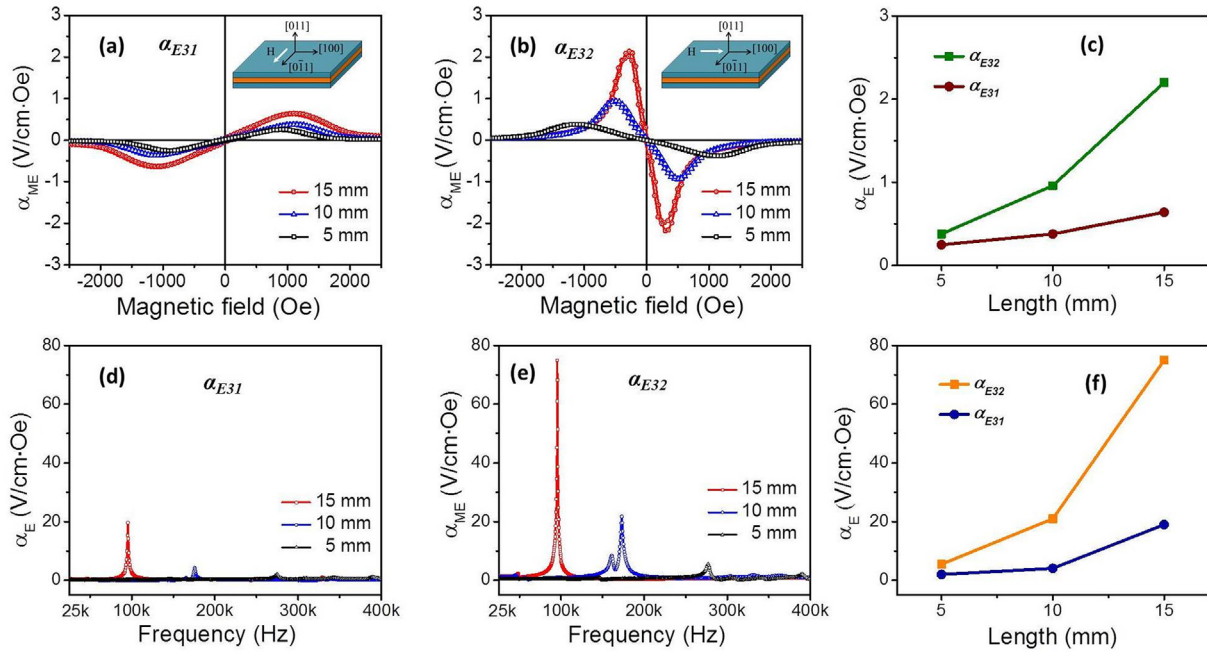 (a)
α_E31
[011]
H
[100]
[01̄1]
3
2
1
0
-1
-2
-3
α_ME (V/cm·Oe)
15 mm
10 mm
5 mm
-2000 -1000 0 1000 2000
Magnetic field (Oe)
(b)
α_E32
[011]
H
[100]
[01̄1]
3
2
1
0
-1
-2
-3
α_ME (V/cm·Oe)
15 mm
10 mm
5 mm
-2000 -1000 0 1000 2000
Magnetic field (Oe)
(c)
α_E32
α_E31
3
2
1
0
α_E (V/cm·Oe)
5 10 15
Length (mm)
(d)
α_E31
80
60
40
20
0
α_E (V/cm·Oe)
15 mm
10 mm
5 mm
25k 100k 200k 300k 400k
Frequency (Hz)
(e)
α_E32
80
60
40
20
0
α_ME (V/cm·Oe)
15 mm
10 mm
5 mm
25k 100k 200k 300k 400k
Frequency (Hz)
(f)
α_E32
α_E31
80
60
40
20
0
α_E (V/cm·Oe)
5 10 15
Length (mm)